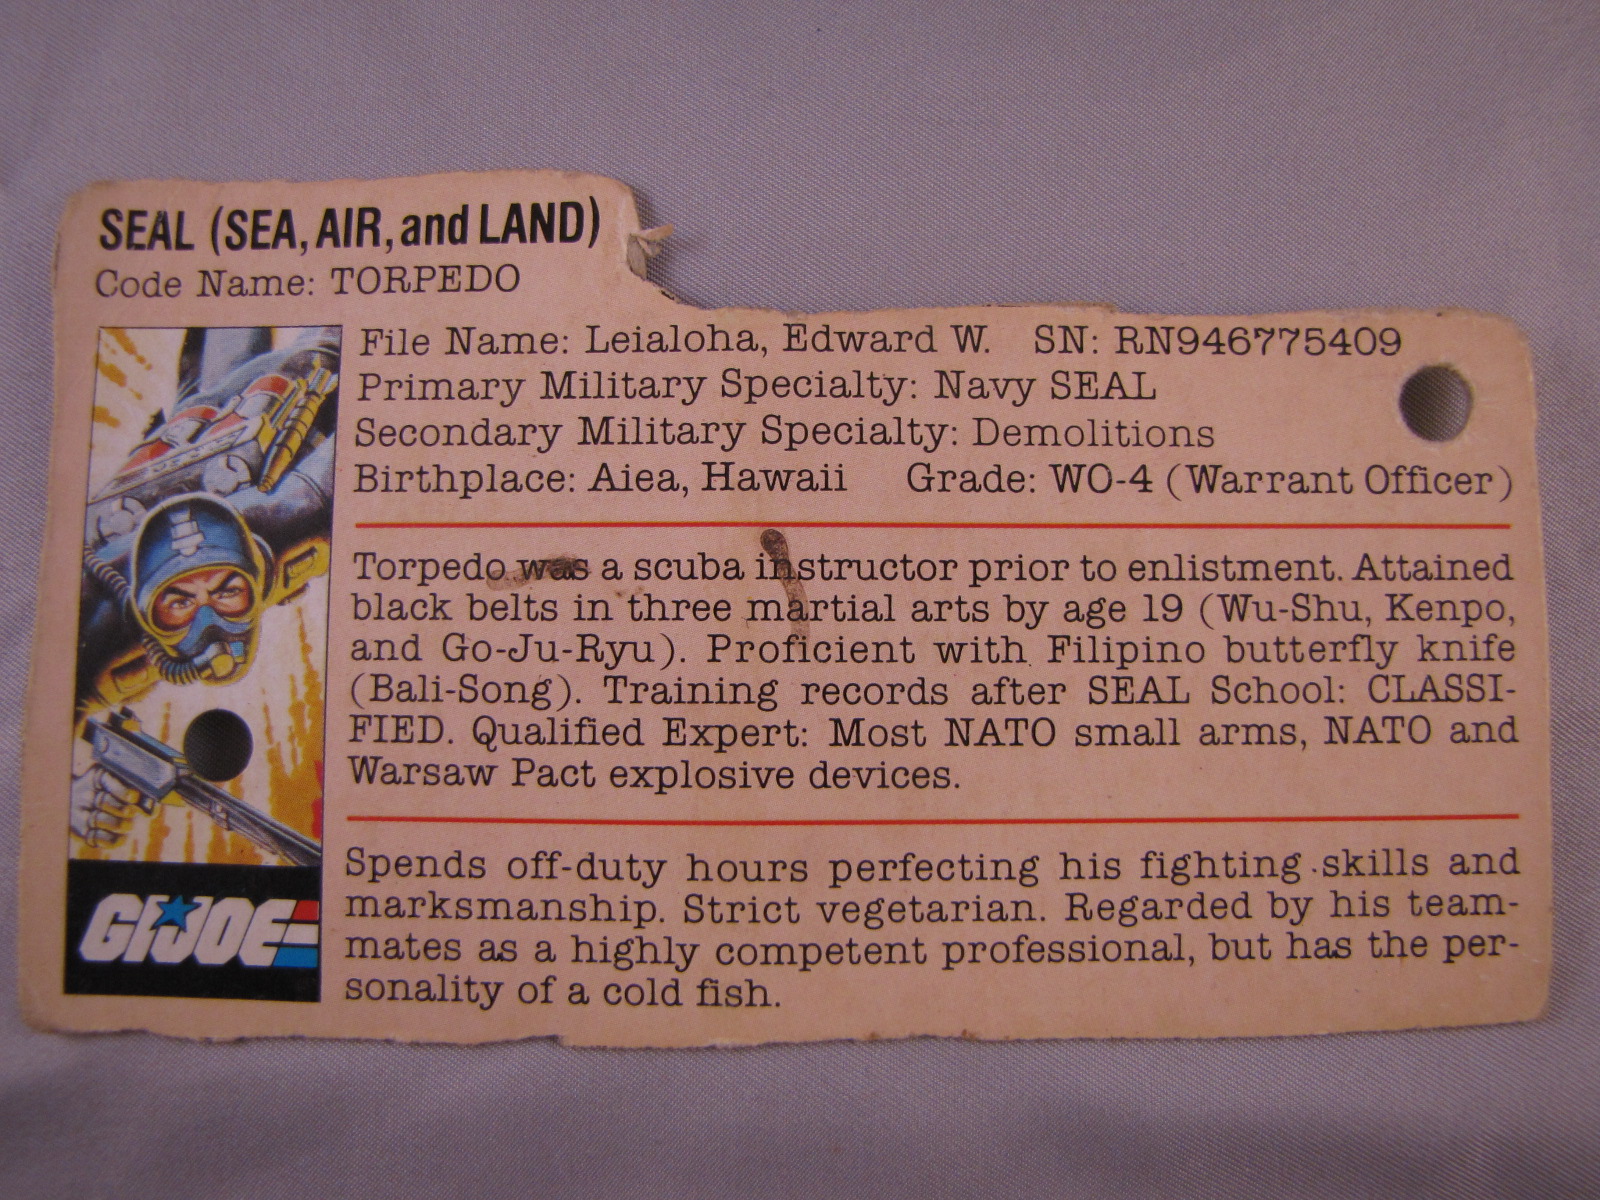 SEAL (SEA, AIR, and LAND)
Code Name: TORPEDO
File Name: Leialoha, Edward W. SN: RN946775409
Primary Military Specialty: Navy SEAL
Secondary Military Specialty: Demolitions
Birthplace: Aiea, Hawaii Grade: WO-4 (Warrant Officer)
Torpedo was a scuba instructor prior to enlistment. Attained
black belts in three martial arts by age 19 (Wu-Shu, Kenpo,
and Go-Ju-Ryu). Proficient with Filipino butterfly knife
(Bali-Song). Training records after SEAL School: CLASSI-
FIED. Qualified Expert: Most NATO small arms, NATO and
Warsaw Pact explosive devices.
Spends off-duty hours perfecting his fighting skills and
marksmanship. Strict vegetarian. Regarded by his team-
mates as a highly competent professional, but has the per-
sonality of a cold fish.
GI JOE